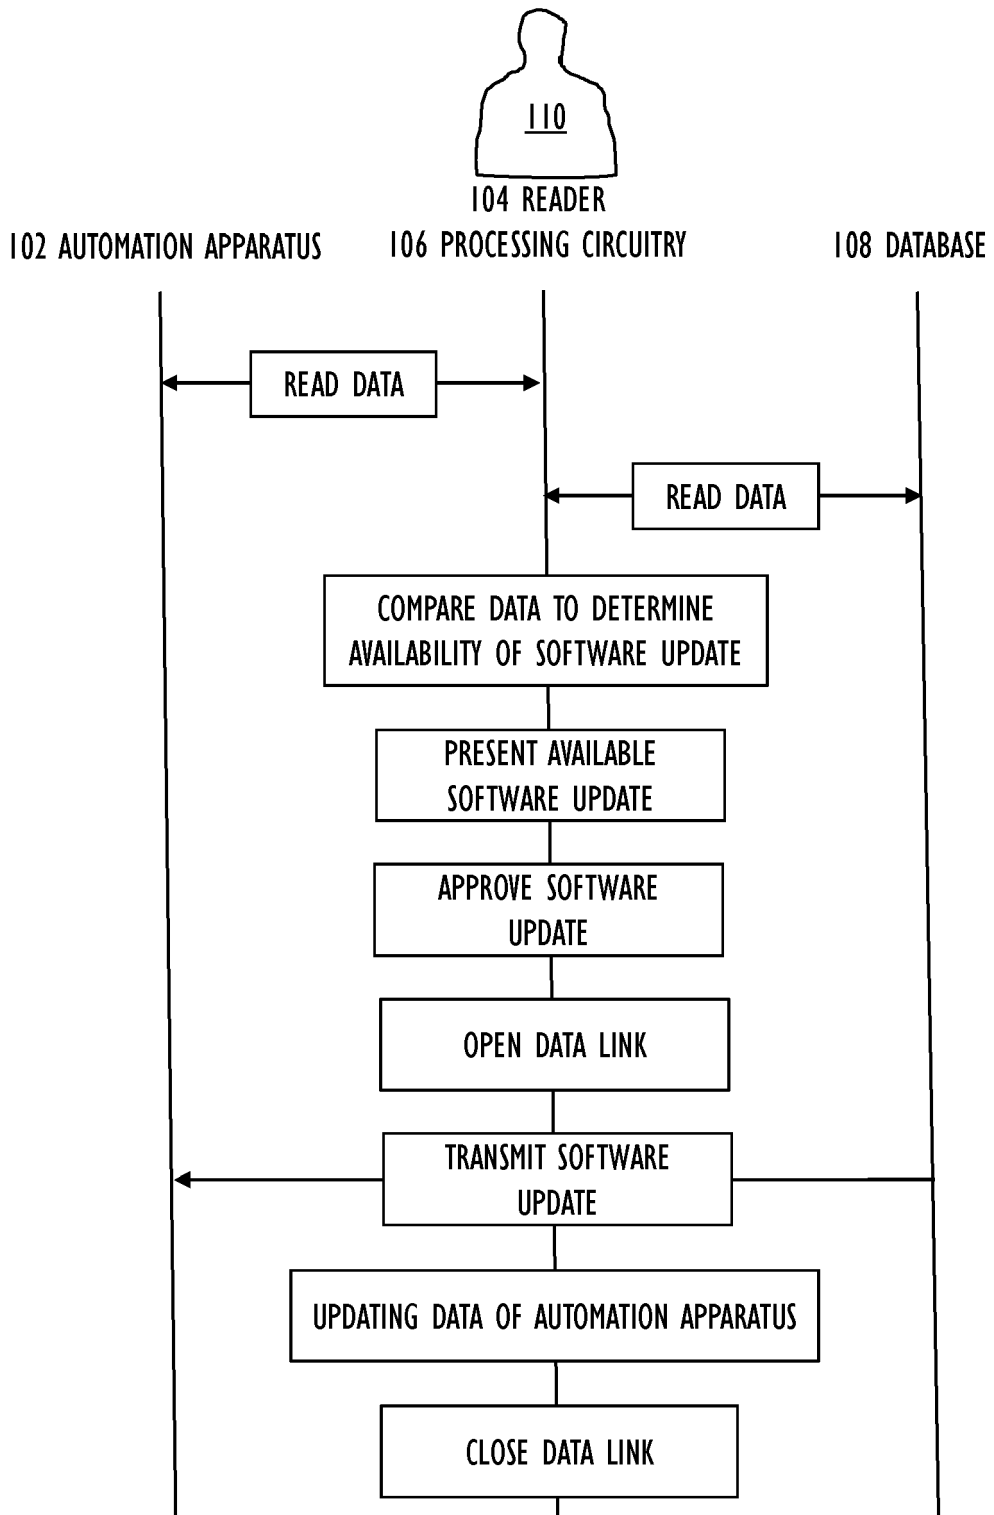 110
104 READER
102 AUTOMATION APPARATUS 106 PROCESSING CIRCUITRY 108 DATABASE
READ DATA
READ DATA
COMPARE DATA TO DETERMINE
AVAILABILITY OF SOFTWARE UPDATE
PRESENT AVAILABLE
SOFTWARE UPDATE
APPROVE SOFTWARE
UPDATE
OPEN DATA LINK
TRANSMIT SOFTWARE
UPDATE
UPDATING DATA OF AUTOMATION APPARATUS
CLOSE DATA LINK